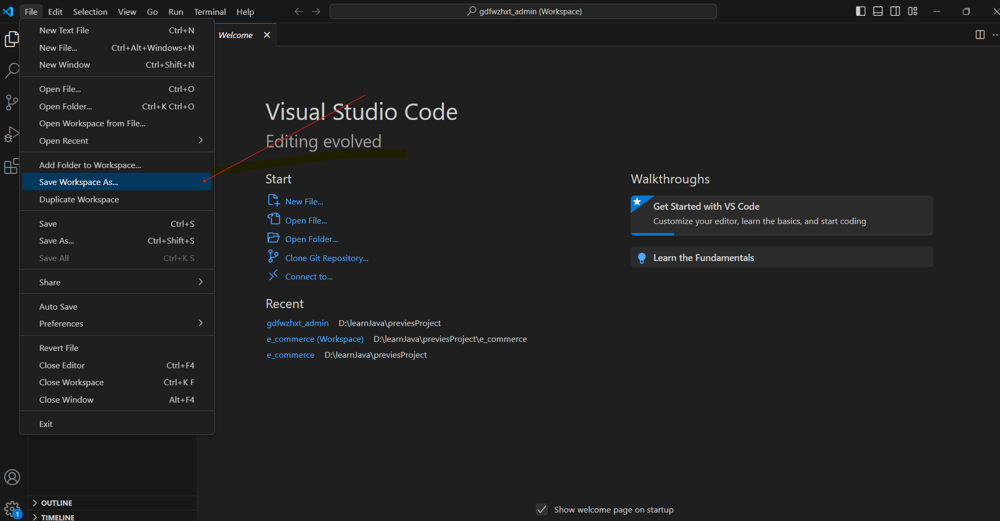 File Edit Selection View Go Run Terminal Help gdfwzhxt_admin (Workspace)
New Text File Ctrl+N
New File... Ctrl+Alt+Windows+N
New Window Ctrl+Shift+N
Open File... Ctrl+O
Open Folder... Ctrl+K Ctrl+O
Open Workspace from File...
Open Recent
Add Folder to Workspace...
Save Workspace As...
Duplicate Workspace
Save Ctrl+S
Save As... Ctrl+Shift+S
Save All Ctrl+K S
Share
Auto Save
Preferences
Revert File
Close Editor Ctrl+F4
Close Workspace Ctrl+K F
Close Window Alt+F4
Exit
1
OUTLINE
TIMELINE
Welcome
Visual Studio Code
Editing evolved
Start
New File...
Open File...
Open Folder...
Clone Git Repository...
Connect to...
Recent
gdfwzhxt_admin D:\learnJava\previesProject
e_commerce (Workspace) D:\learnJava\previesProject\e_commerce
e_commerce D:\learnJava\previesProject
Walkthroughs
Get Started with VS Code
Customize your editor, learn the basics, and start coding
Learn the Fundamentals
Show welcome page on startup